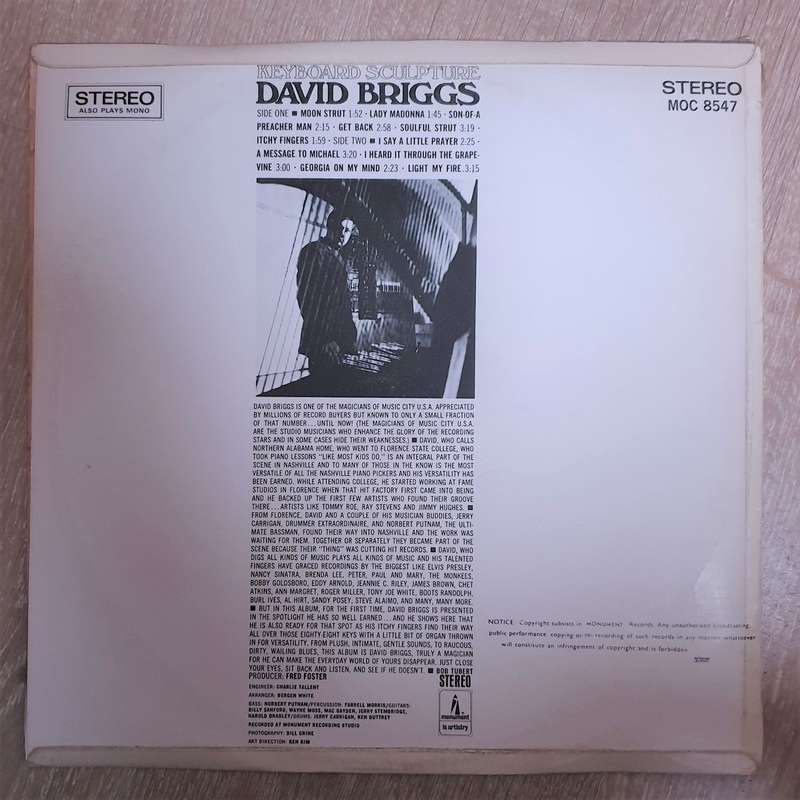 STEREO
ALSO PLAYS MONO
KEYBOARD SCULPTURE
DAVID BRIGGS
STEREO
MOC 8547
SIDE ONE ■ MOON STRUT 1:52 · LADY MADONNA 1:45 · SON-OF-A
PREACHER MAN 2:15 · GET BACK 2:58 · SOULFUL STRUT 3:19 ·
ITCHY FINGERS 1:59 · SIDE TWO ■ I SAY A LITTLE PRAYER 2:25 ·
A MESSAGE TO MICHAEL 3:20 · I HEARD IT THROUGH THE GRAPE-
VINE 3:00 · GEORGIA ON MY MIND 2:23 · LIGHT MY FIRE 3:15
DAVID BRIGGS IS ONE OF THE MAGICIANS OF MUSIC CITY U.S.A. APPRECIATED
BY MILLIONS OF RECORD BUYERS BUT KNOWN TO ONLY A SMALL FRACTION
OF THAT NUMBER...UNTIL NOW! (THE MAGICIANS OF MUSIC CITY U.S.A.
ARE THE STUDIO MUSICIANS WHO ENHANCE THE GLORY OF THE RECORDING
STARS AND IN SOME CASES HIDE THEIR WEAKNESSES.) ■ DAVID, WHO CALLS
NORTHERN ALABAMA HOME, WHO WENT TO FLORENCE STATE COLLEGE, WHO
TOOK PIANO LESSONS "LIKE MOST KIDS DO," IS AN INTEGRAL PART OF THE
SCENE IN NASHVILLE AND TO MANY OF THOSE IN THE KNOW IS THE MOST
VERSATILE OF ALL THE NASHVILLE PIANO PICKERS AND HIS VERSATILITY HAS
BEEN EARNED. WHILE ATTENDING COLLEGE, HE STARTED WORKING AT FAME
STUDIOS IN FLORENCE WHEN THAT HIT FACTORY FIRST CAME INTO BEING
AND HE BACKED UP THE FIRST FEW ARTISTS WHO FOUND THEIR GROOVE
THERE...ARTISTS LIKE TOMMY ROE, RAY STEVENS AND JIMMY HUGHES. ■
FROM FLORENCE, DAVID AND A COUPLE OF HIS MUSICIAN BUDDIES, JERRY
CARRIGAN, DRUMMER EXTRAORDINAIRE, AND NORBERT PUTNAM, THE ULTI-
MATE BASSMAN, FOUND THEIR WAY INTO NASHVILLE AND THE WORK WAS
WAITING FOR THEM. TOGETHER OR SEPARATELY THEY BECAME PART OF THE
SCENE BECAUSE THEIR "THING" WAS CUTTING HIT RECORDS. ■ DAVID, WHO
DIGS ALL KINDS OF MUSIC PLAYS ALL KINDS OF MUSIC AND HIS TALENTED
FINGERS HAVE GRACED RECORDINGS BY THE BIGGEST LIKE ELVIS PRESLEY,
NANCY SINATRA, BRENDA LEE, PETER, PAUL AND MARY, THE MONKEES,
BOBBY GOLDSBORO, EDDY ARNOLD, JEANNIE C. RILEY, JAMES BROWN, CHET
ATKINS, ANN MARGRET, ROGER MILLER, TONY JOE WHITE, BOOTS RANDOLPH,
BURL IVES, AL HIRT, SANDY POSEY, STEVE ALAIMO, AND MANY, MANY MORE.
■ BUT IN THIS ALBUM, FOR THE FIRST TIME, DAVID BRIGGS IS PRESENTED
IN THE SPOTLIGHT HE HAS SO WELL EARNED...AND HE SHOWS HERE THAT
HE IS ALSO READY FOR THAT SPOT AS HIS ITCHY FINGERS FIND THEIR WAY
ALL OVER THOSE EIGHTY-EIGHT KEYS WITH A LITTLE BIT OF ORGAN THROWN
IN FOR VERSATILITY. FROM PLUSH, INTIMATE, GENTLE SOUNDS, TO RAUCOUS,
DIRTY, WAILING BLUES, THIS ALBUM IS DAVID BRIGGS, TRULY A MAGICIAN
FOR HE CAN MAKE THE EVERYDAY WORLD OF YOURS DISAPPEAR. JUST CLOSE
YOUR EYES, SIT BACK AND LISTEN, AND SEE IF HE DOESN'T. ■ BOB TUBERT
PRODUCER: FRED FOSTER
STEREO
ENGINEER: CHARLIE TALLENT
ARRANGER: BERGEN WHITE
BASS: NORBERT PUTNAM/PERCUSSION: FARRELL MORRIS/GUITARS:
BILLY SANFORD, WAYNE MOSS, MAC GAYDEN, JERRY STEMBRIDGE,
HAROLD BRADLEY/DRUMS: JERRY CARRIGAN, KEN BUTTREY
RECORDED AT MONUMENT RECORDING STUDIO
PHOTOGRAPHY: BILL GRINE
ART DIRECTION: KEN KIM
monument
is artistry
NOTICE: Copyright subsists in MONUMENT Records. Any unauthorised broadcasting,
public performance, copying or re-recording of such records in any manner whatsoever
will constitute an infringement of copyright and is forbidden.